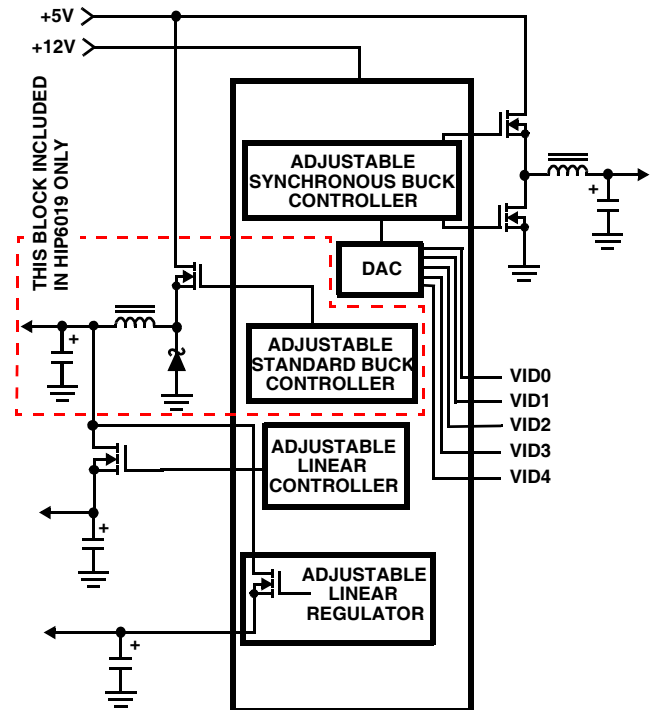 +5V
+12V
THIS BLOCK INCLUDED
IN HIP6019 ONLY
ADJUSTABLE
SYNCHRONOUS BUCK
CONTROLLER
+
DAC
+
ADJUSTABLE
STANDARD BUCK
CONTROLLER
VID0
VID1
VID2
VID3
VID4
ADJUSTABLE
LINEAR
CONTROLLER
+
ADJUSTABLE
LINEAR
REGULATOR
+